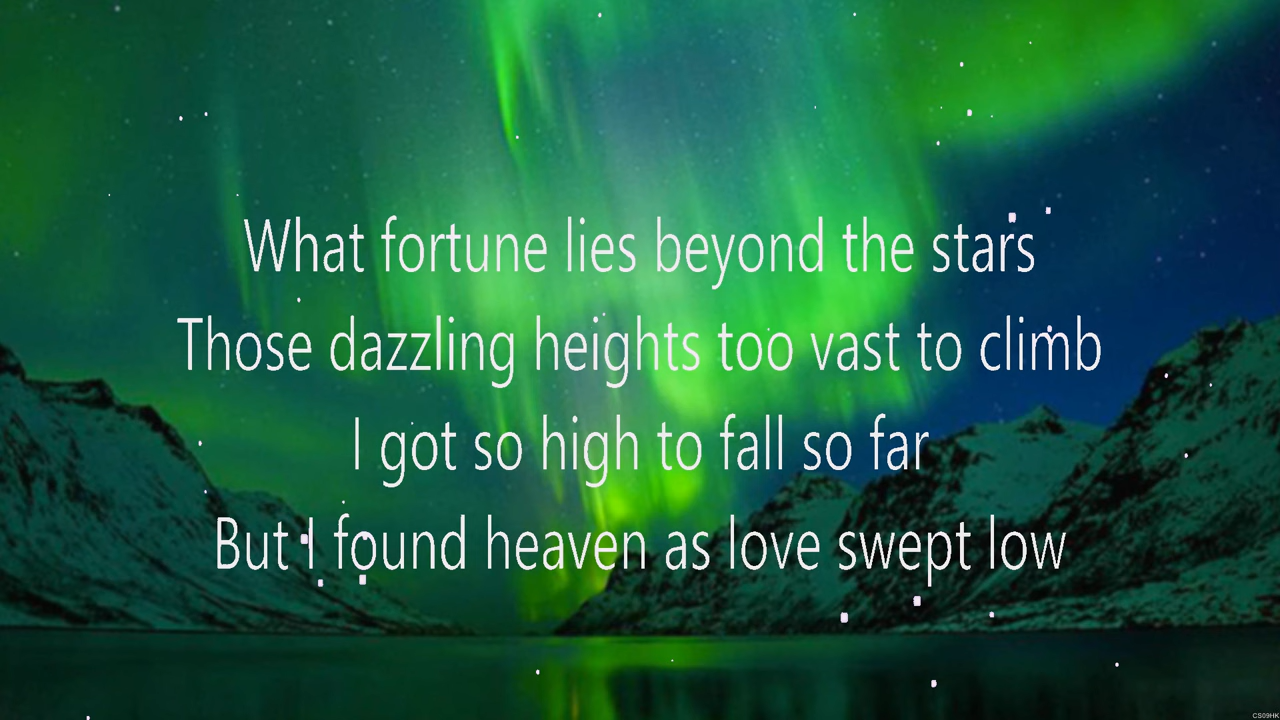 What fortune lies beyond the stars
Those dazzling heights too vast to climb
I got so high to fall so far
But I found heaven as love swept low
CS09HK